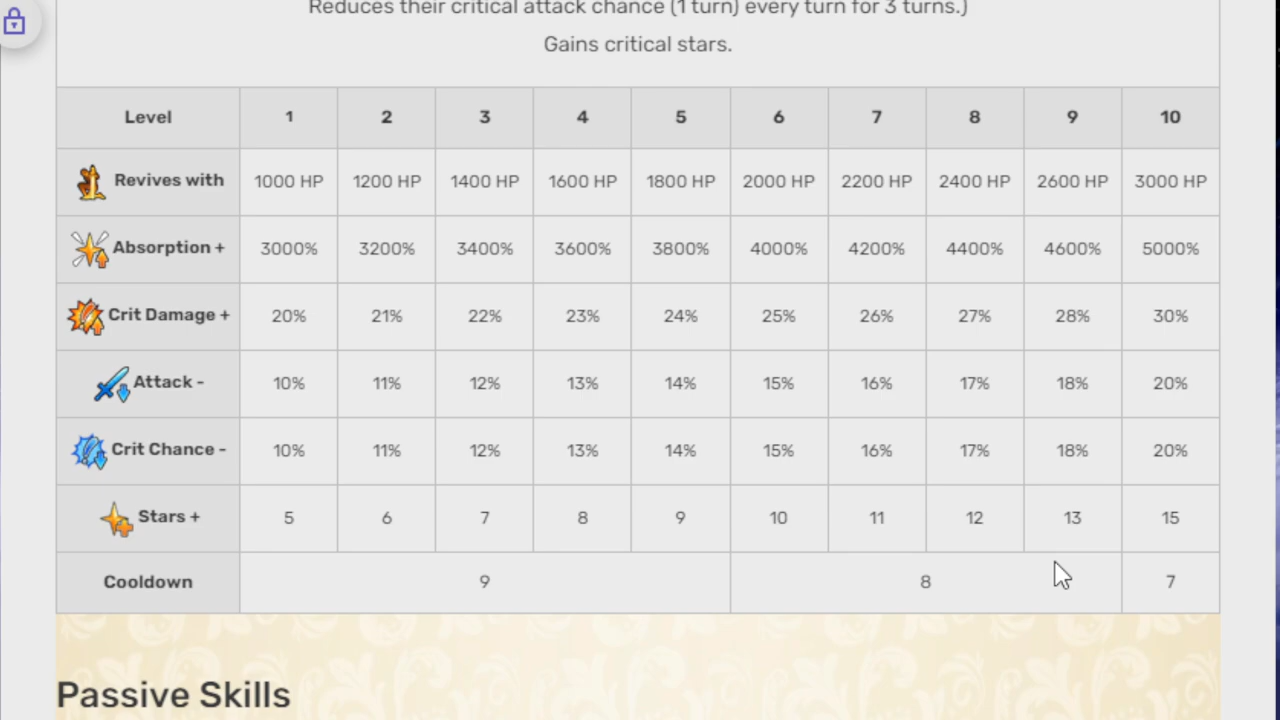 Reduces their critical attack chance (1 turn) every turn for 3 turns.)
Gains critical stars.
Level 1 2 3 4 5 6 7 8 9 10
Revives with 1000 HP 1200 HP 1400 HP 1600 HP 1800 HP 2000 HP 2200 HP 2400 HP 2600 HP 3000 HP
Absorption + 3000% 3200% 3400% 3600% 3800% 4000% 4200% 4400% 4600% 5000%
Crit Damage + 20% 21% 22% 23% 24% 25% 26% 27% 28% 30%
Attack - 10% 11% 12% 13% 14% 15% 16% 17% 18% 20%
Crit Chance - 10% 11% 12% 13% 14% 15% 16% 17% 18% 20%
Stars + 5 6 7 8 9 10 11 12 13 15
Cooldown 9 8 7
Passive Skills